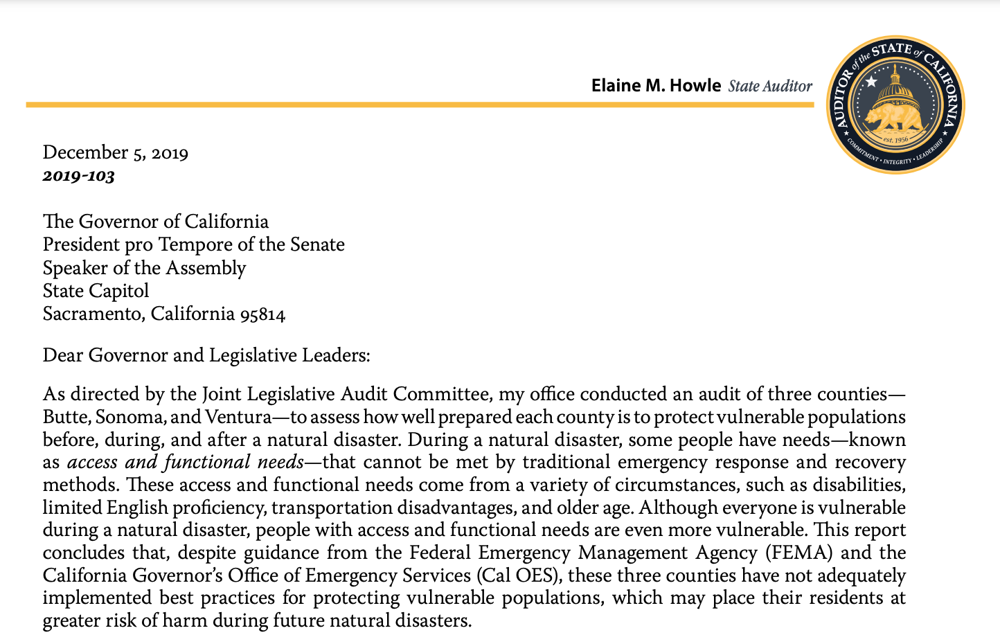 Elaine M. Howle State Auditor
AUDITOR of the STATE of CALIFORNIA
est. 1956
COMMITMENT • INTEGRITY • LEADERSHIP
December 5, 2019
2019-103
The Governor of California
President pro Tempore of the Senate
Speaker of the Assembly
State Capitol
Sacramento, California 95814
Dear Governor and Legislative Leaders:
As directed by the Joint Legislative Audit Committee, my office conducted an audit of three counties—
Butte, Sonoma, and Ventura—to assess how well prepared each county is to protect vulnerable populations
before, during, and after a natural disaster. During a natural disaster, some people have needs—known
as access and functional needs—that cannot be met by traditional emergency response and recovery
methods. These access and functional needs come from a variety of circumstances, such as disabilities,
limited English proficiency, transportation disadvantages, and older age. Although everyone is vulnerable
during a natural disaster, people with access and functional needs are even more vulnerable. This report
concludes that, despite guidance from the Federal Emergency Management Agency (FEMA) and the
California Governor’s Office of Emergency Services (Cal OES), these three counties have not adequately
implemented best practices for protecting vulnerable populations, which may place their residents at
greater risk of harm during future natural disasters.